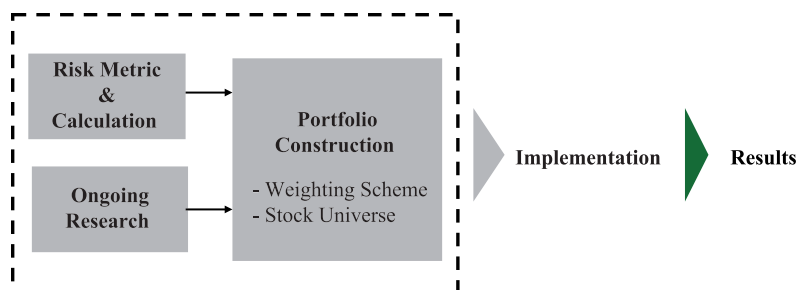 Risk Metric
&
Calculation
Ongoing
Research
Portfolio
Construction
- Weighting Scheme
- Stock Universe
Implementation
Results